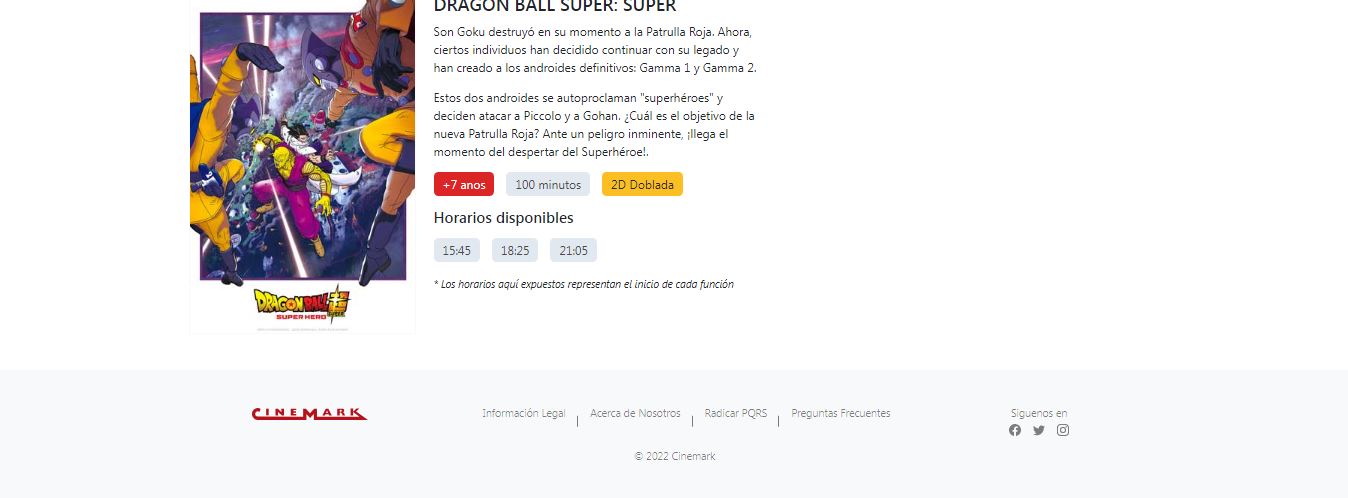 DRAGON BALL SUPER: SUPER
Son Goku destruyó en su momento a la Patrulla Roja. Ahora,
ciertos individuos han decidido continuar con su legado y
han creado a los androides definitivos: Gamma 1 y Gamma 2.
Estos dos androides se autoproclaman "superhéroes" y
deciden atacar a Piccolo y a Gohan. ¿Cuál es el objetivo de la
nueva Patrulla Roja? Ante un peligro inminente, ¡llega el
momento del despertar del Superhéroe!.
+7 anos 100 minutos 2D Doblada
Horarios disponibles
15:45 18:25 21:05
* Los horarios aquí expuestos representan el inicio de cada función
DRAGON BALL
SUPER HERO
CINEMARK
Información Legal | Acerca de Nosotros | Radicar PQRS | Preguntas Frecuentes
Siguenos en
© 2022 Cinemark